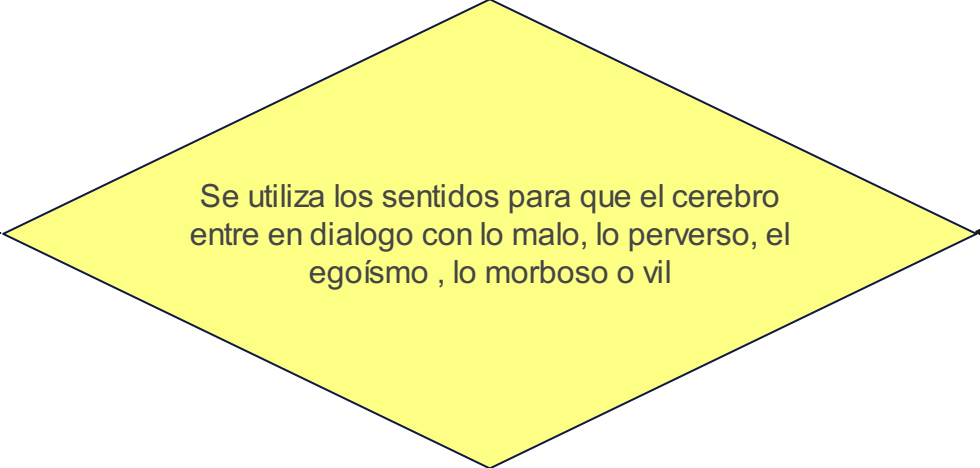 Se utiliza los sentidos para que el cerebro
entre en dialogo con lo malo, lo perverso, el
egoísmo , lo morboso o vil